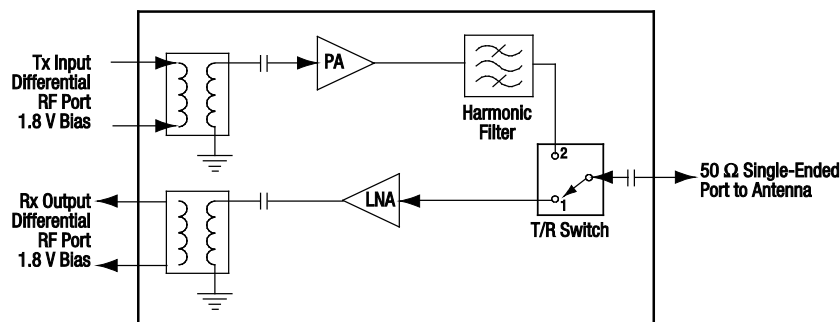 Tx Input
Differential
RF Port
1.8 V Bias
PA
Harmonic
Filter
2
50 Ω Single-Ended
Port to Antenna
1
T/R Switch
LNA
Rx Output
Differential
RF Port
1.8 V Bias